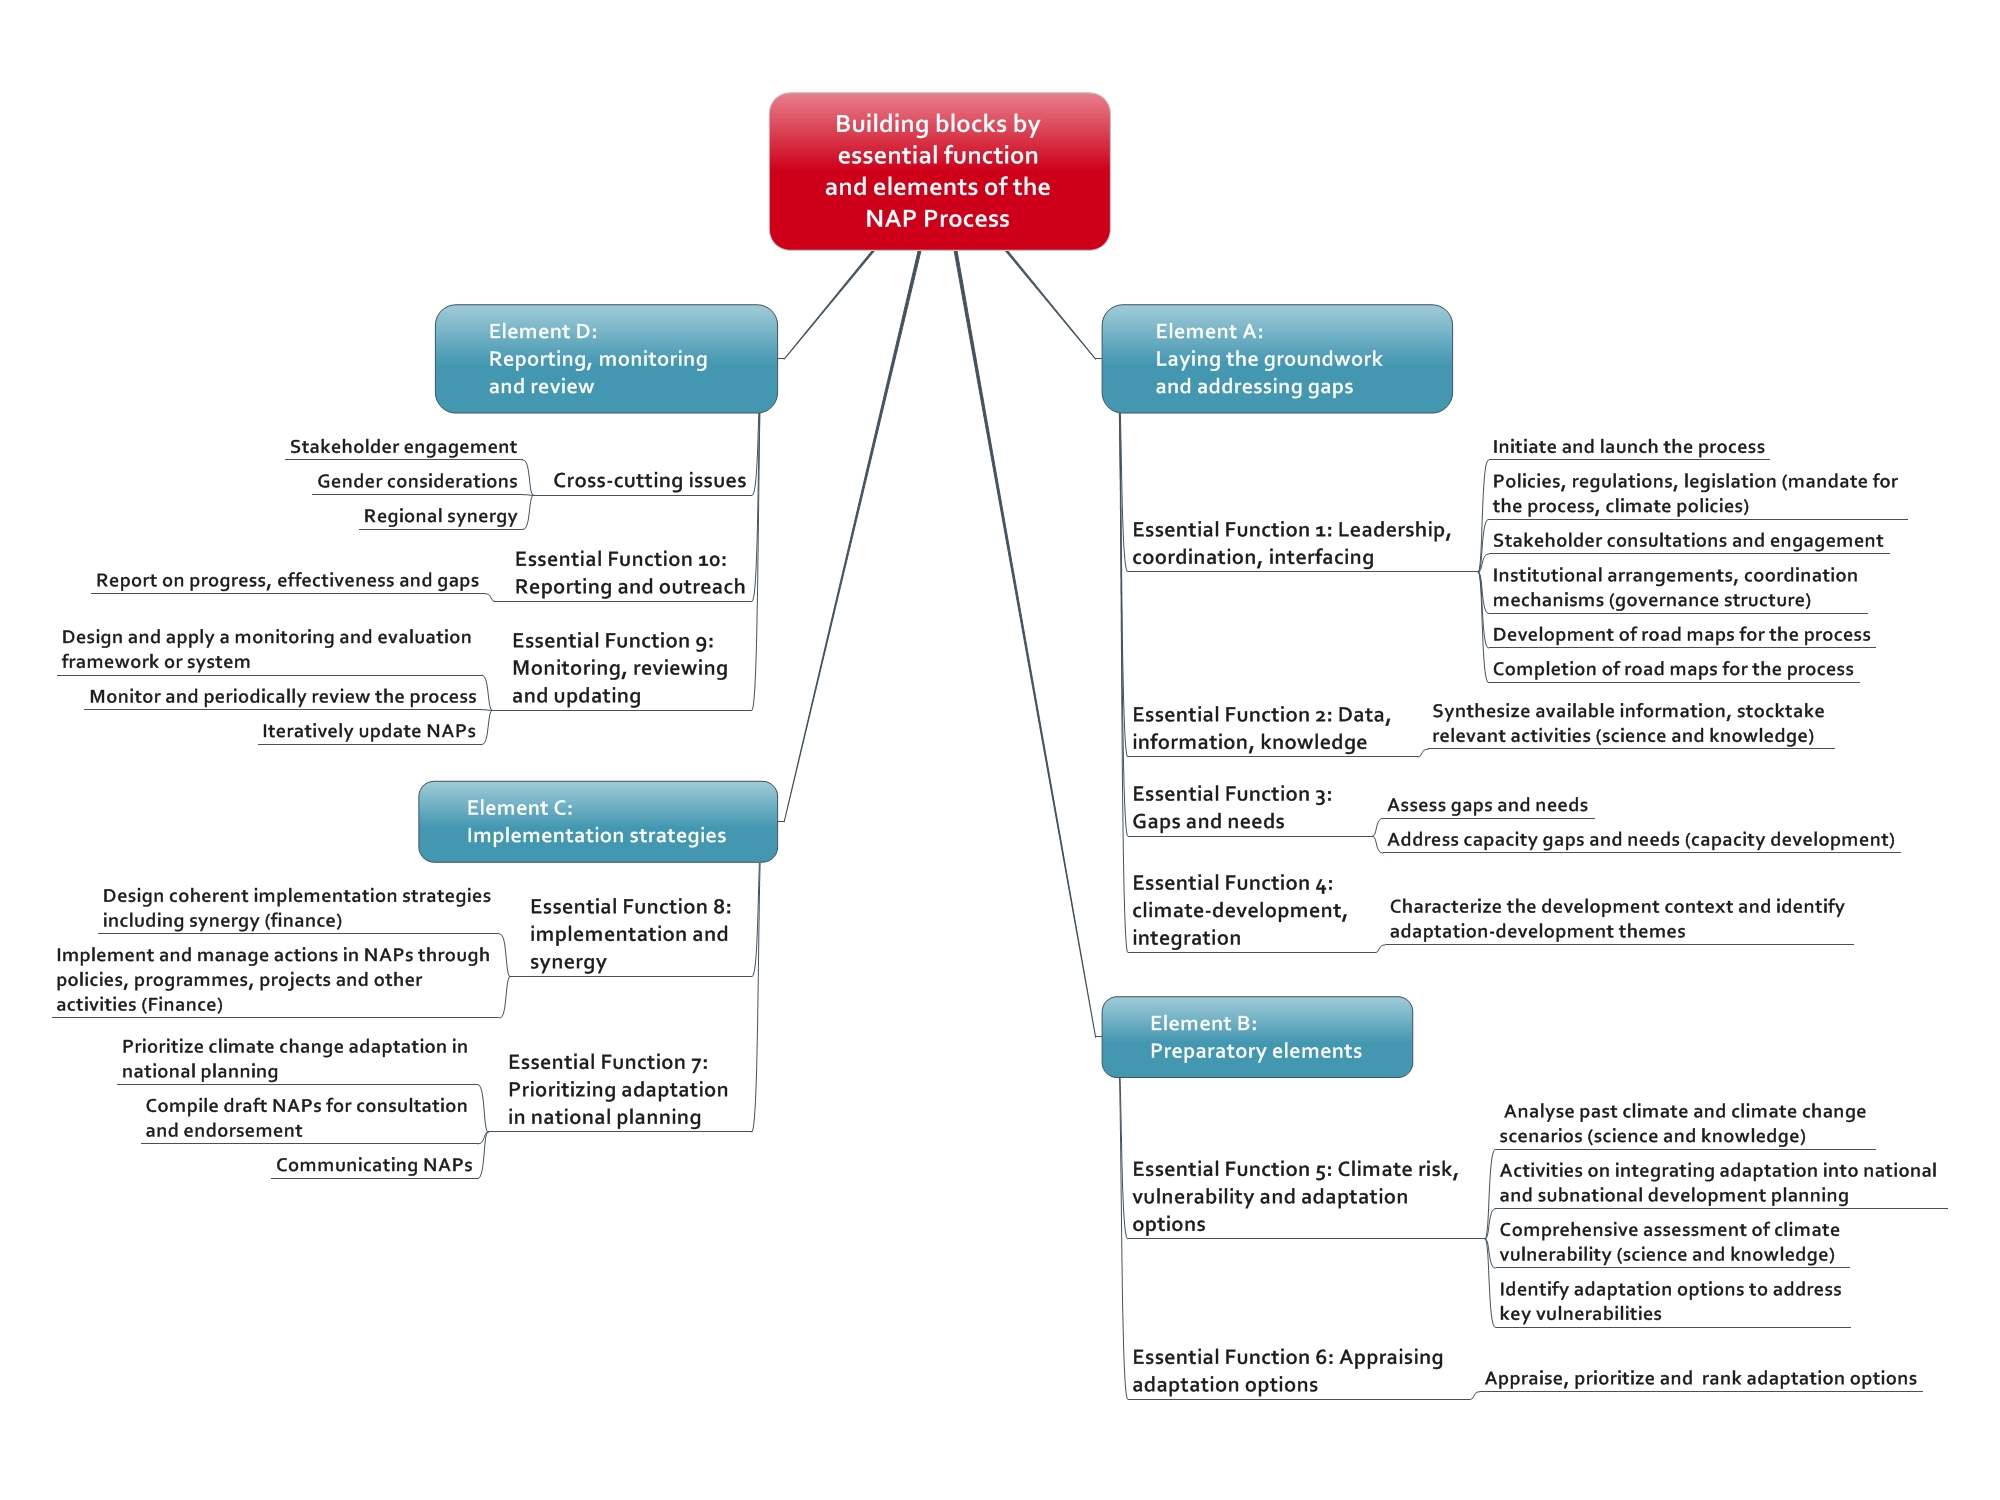 Building blocks by
essential function
and elements of the
NAP Process
Element D:
Reporting, monitoring
and review
Stakeholder engagement
Gender considerations
Regional synergy
Cross-cutting issues
Essential Function 10:
Reporting and outreach
Report on progress, effectiveness and gaps
Essential Function 9:
Monitoring, reviewing
and updating
Design and apply a monitoring and evaluation
framework or system
Monitor and periodically review the process
Iteratively update NAPs
Element C:
Implementation strategies
Essential Function 8:
implementation and
synergy
Design coherent implementation strategies
including synergy (finance)
Implement and manage actions in NAPs through
policies, programmes, projects and other
activities (Finance)
Essential Function 7:
Prioritizing adaptation
in national planning
Prioritize climate change adaptation in
national planning
Compile draft NAPs for consultation
and endorsement
Communicating NAPs
Element A:
Laying the groundwork
and addressing gaps
Essential Function 1: Leadership,
coordination, interfacing
Initiate and launch the process
Policies, regulations, legislation (mandate for
the process, climate policies)
Stakeholder consultations and engagement
Institutional arrangements, coordination
mechanisms (governance structure)
Development of road maps for the process
Completion of road maps for the process
Essential Function 2: Data,
information, knowledge
Synthesize available information, stocktake
relevant activities (science and knowledge)
Essential Function 3:
Gaps and needs
Assess gaps and needs
Address capacity gaps and needs (capacity development)
Essential Function 4:
climate-development,
integration
Characterize the development context and identify
adaptation-development themes
Element B:
Preparatory elements
Essential Function 5: Climate risk,
vulnerability and adaptation
options
Analyse past climate and climate change
scenarios (science and knowledge)
Activities on integrating adaptation into national
and subnational development planning
Comprehensive assessment of climate
vulnerability (science and knowledge)
Identify adaptation options to address
key vulnerabilities
Essential Function 6: Appraising
adaptation options
Appraise, prioritize and  rank adaptation options